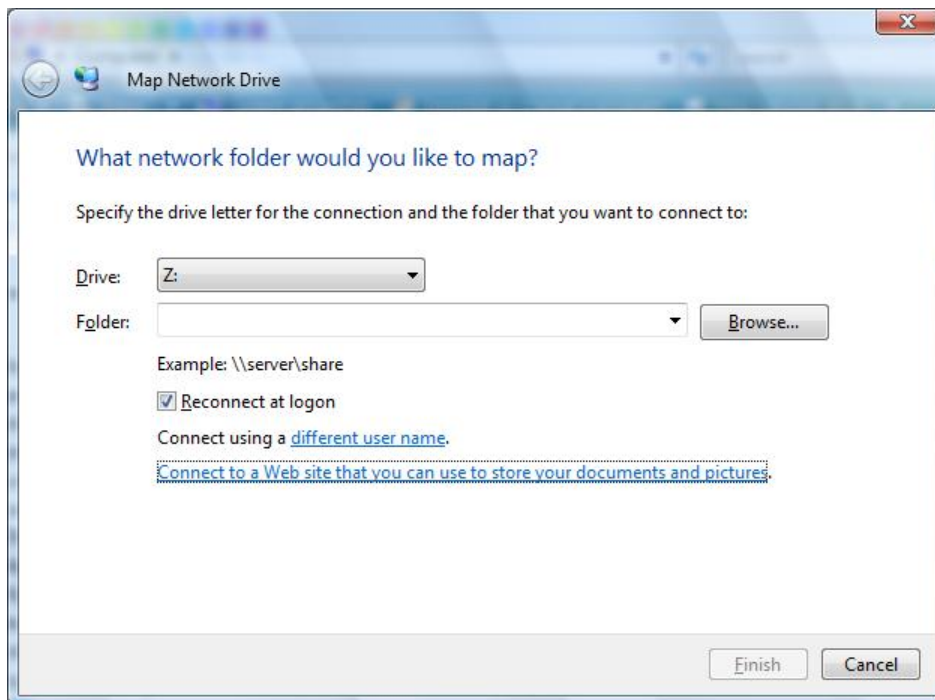 Map Network Drive
What network folder would you like to map?
Specify the drive letter for the connection and the folder that you want to connect to:
Drive: Z:
Folder: Browse...
Example: \\server\share
Reconnect at logon
Connect using a different user name.
Connect to a Web site that you can use to store your documents and pictures.
Finish Cancel